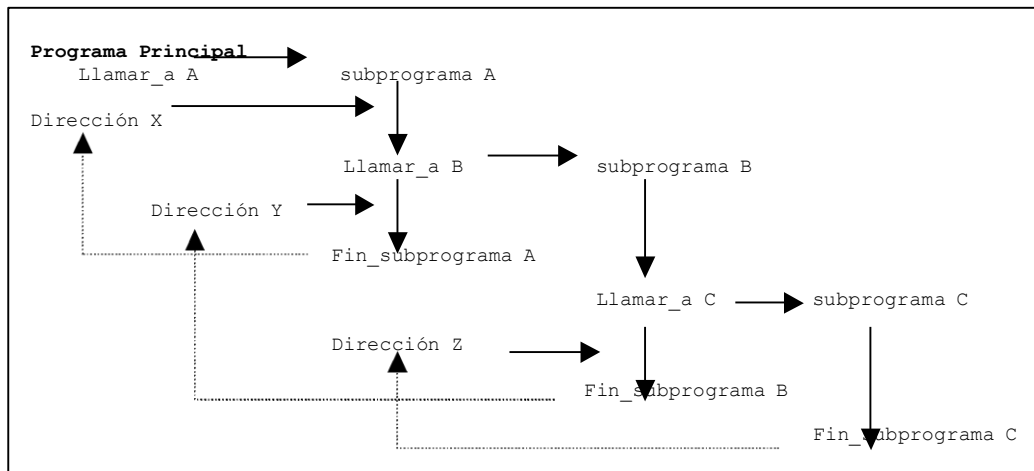 Programa Principal
Llamar_a A
subprograma A
Dirección X
Llamar_a B
subprograma B
Dirección Y
Fin_subprograma A
Llamar_a C
subprograma C
Dirección Z
Fin_subprograma B
Fin_subprograma C